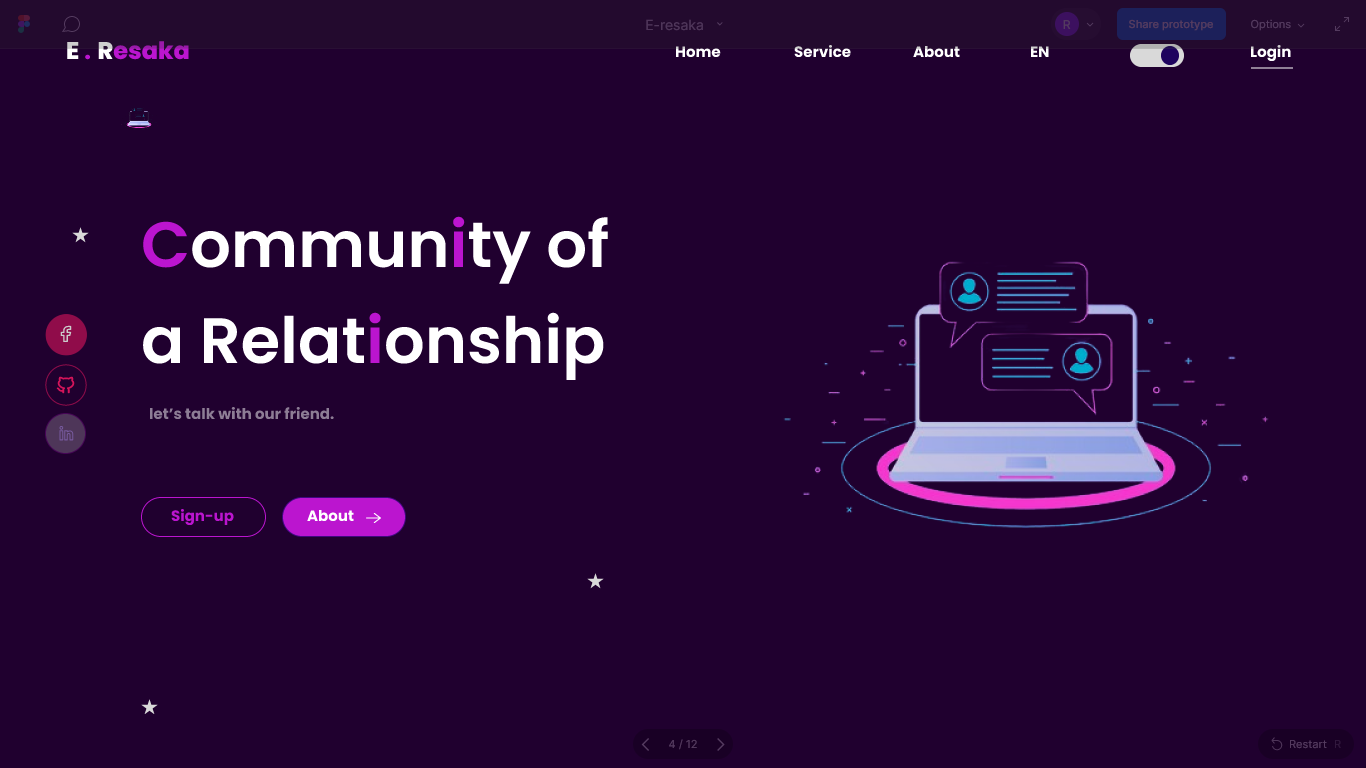 E-resaka
R
Share prototype
Options
E . Resaka
Home
Service
About
EN
Login
Community of
a Relationship
let’s talk with our friend.
Sign-up
About
4 / 12
Restart R